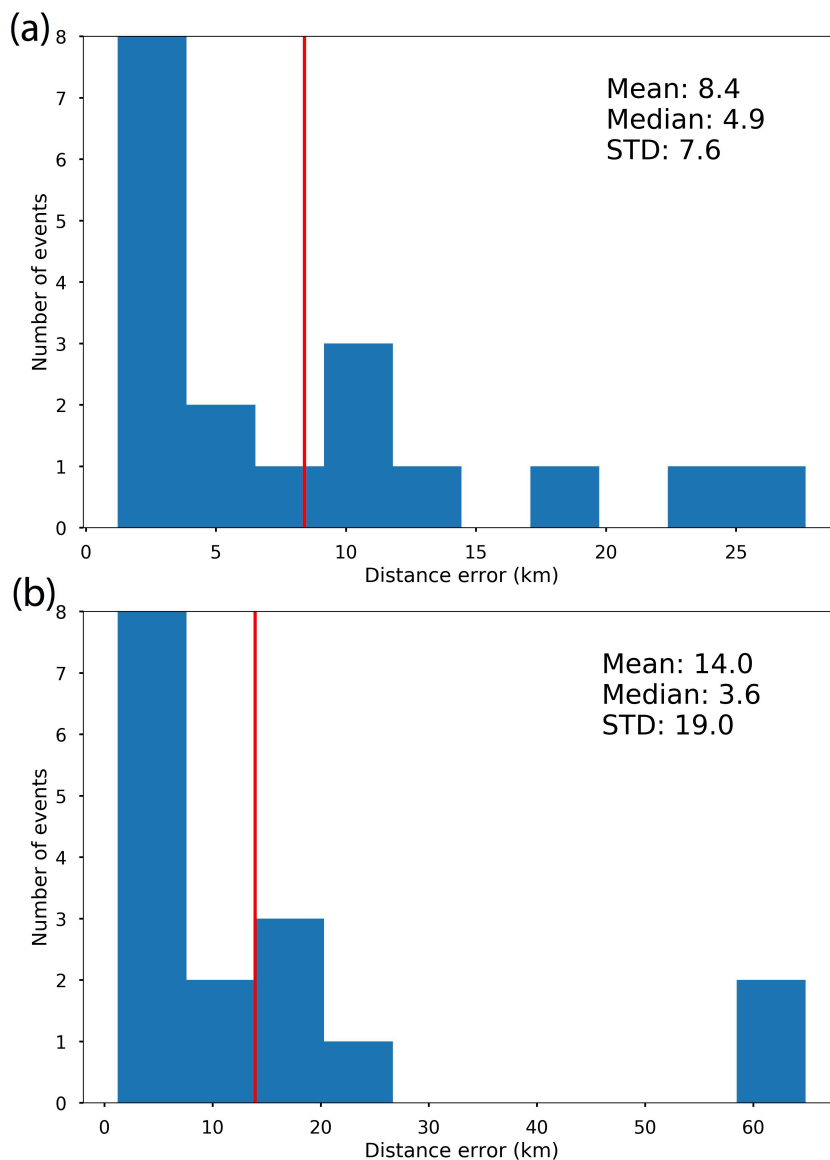 (a)
8
7
6
5
4
3
2
1
0
Number of events
Mean: 8.4
Median: 4.9
STD: 7.6
0 5 10 15 20 25
Distance error (km)
(b)
8
7
6
5
4
3
2
1
0
Number of events
Mean: 14.0
Median: 3.6
STD: 19.0
0 10 20 30 40 50 60
Distance error (km)